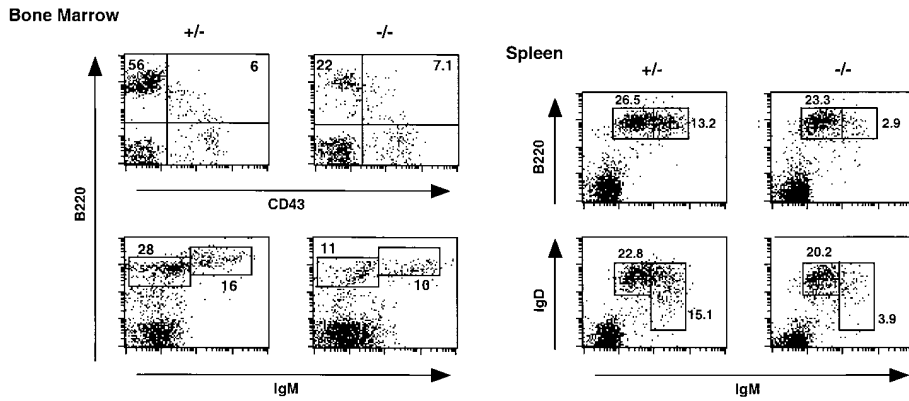 Bone Marrow
+/-
-/-
56
6
22
7.1
B220
CD43
28
16
11
10
IgM
Spleen
+/-
-/-
26.5
13.2
23.3
2.9
B220
22.8
15.1
20.2
3.9
IgD
IgM